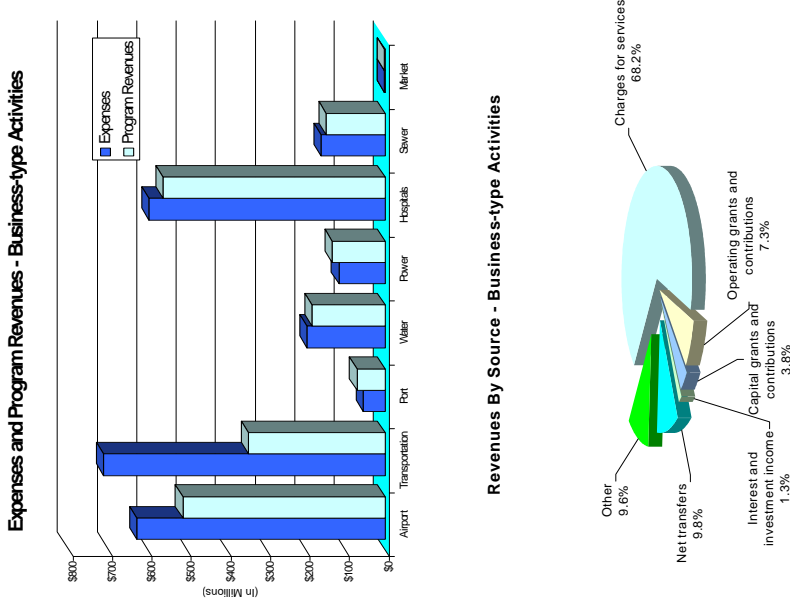 Expenses and Program Revenues - Business-type Activities
Expenses
Program Revenues
$800
$700
$600
$500
$400
$300
$200
$100
$0
(In Millions)
Airport
Transportation
Port
Water
Power
Hospitals
Sewer
Market
Revenues By Source - Business-type Activities
Charges for services
68.2%
Operating grants and
contributions
7.3%
Capital grants and
contributions
3.8%
Interest and
investment income
1.3%
Net transfers
9.8%
Other
9.6%